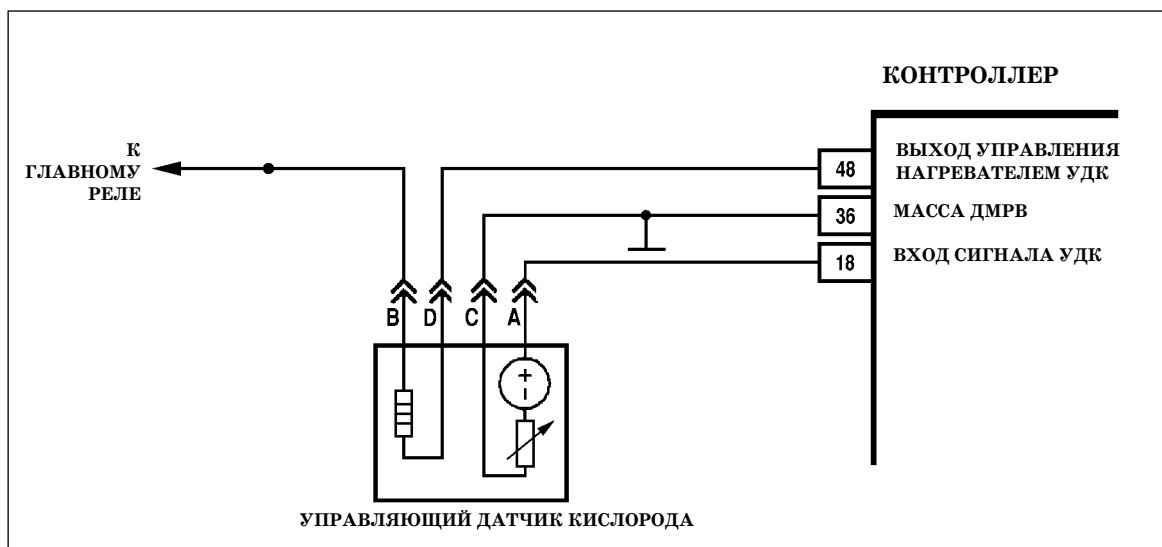 КОНТРОЛЛЕР
К
ГЛАВНОМУ
РЕЛЕ
48
ВЫХОД УПРАВЛЕНИЯ
НАГРЕВАТЕЛЕМ УДК
36
МАССА ДМРВ
18
ВХОД СИГНАЛА УДК
B D C A
УПРАВЛЯЮЩИЙ ДАТЧИК КИСЛОРОДА